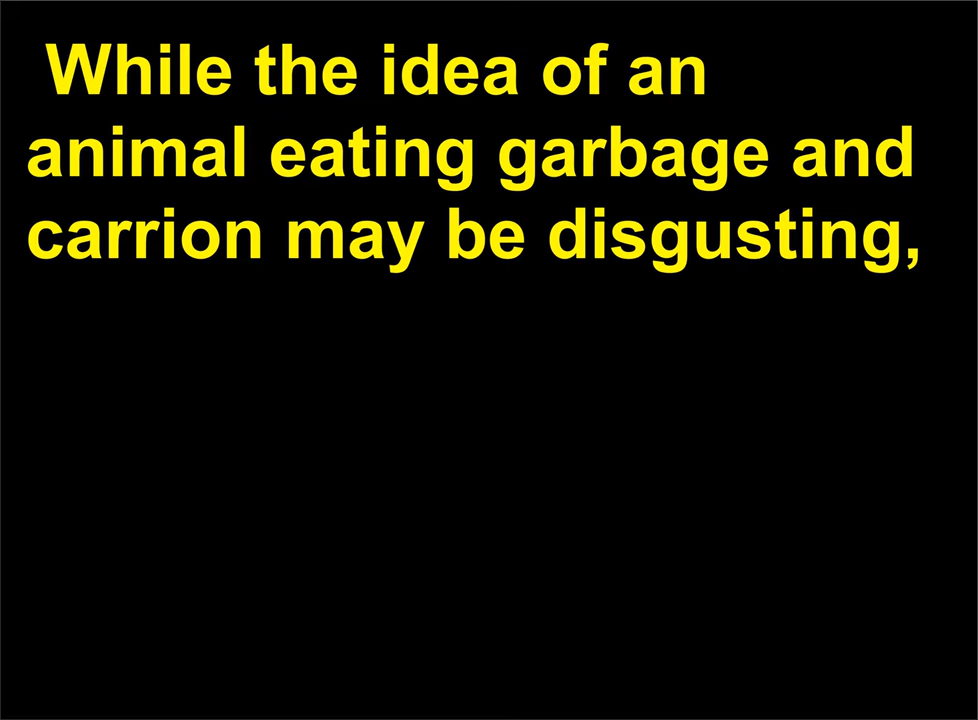 While the idea of an
animal eating garbage and
carrion may be disgusting,